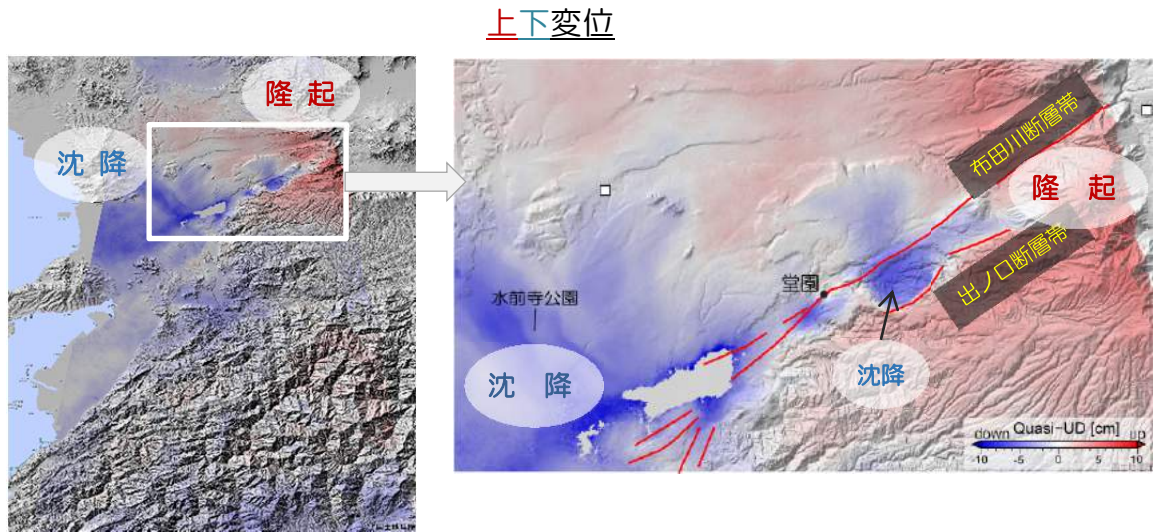 上下変位
隆 起
沈 降
布田川断層帯
隆 起
出ノ口断層帯
堂園
水前寺公園
沈 降
沈降
down Quasi-UD [cm] up
-10 -5 0 5 10